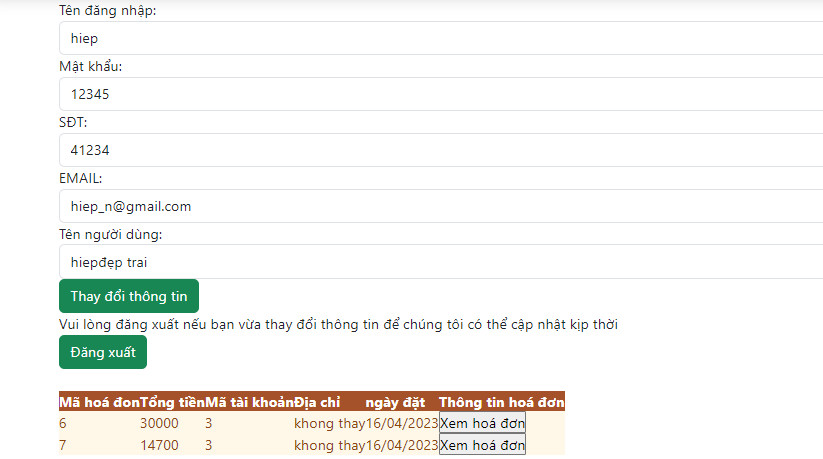 Tên đăng nhập:
hiep
Mật khẩu:
12345
SĐT:
41234
EMAIL:
hiep_n@gmail.com
Tên người dùng:
hiepđẹp trai
Thay đổi thông tin
Vui lòng đăng xuất nếu bạn vừa thay đổi thông tin để chúng tôi có thể cập nhật kịp thời
Đăng xuất
Mã hoá đơn Tổng tiền Mã tài khoản Địa chỉ ngày đặt Thông tin hoá đơn
6 30000 3 khong thay 16/04/2023 Xem hoá đơn
7 14700 3 khong thay 16/04/2023 Xem hoá đơn